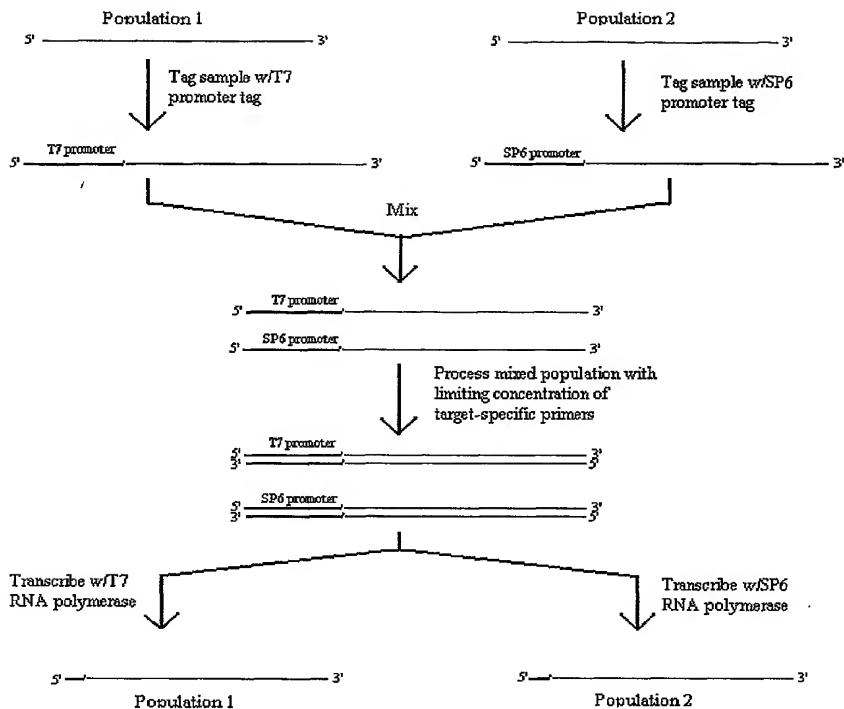 Population 1
Population 2
5' 3'
5' 3'
Tag sample w/T7
promoter tag
Tag sample w/SP6
promoter tag
5' T7 promoter 3'
5' SP6 promoter 3'
Mix
5' T7 promoter 3'
5' SP6 promoter 3'
Process mixed population with
limiting concentration of
target-specific primers
5' T7 promoter 3'
3' 5'
5' SP6 promoter 3'
3' 5'
Transcribe w/T7
RNA polymerase
Transcribe w/SP6
RNA polymerase
5' 3'
5' 3'
Population 1
Population 2